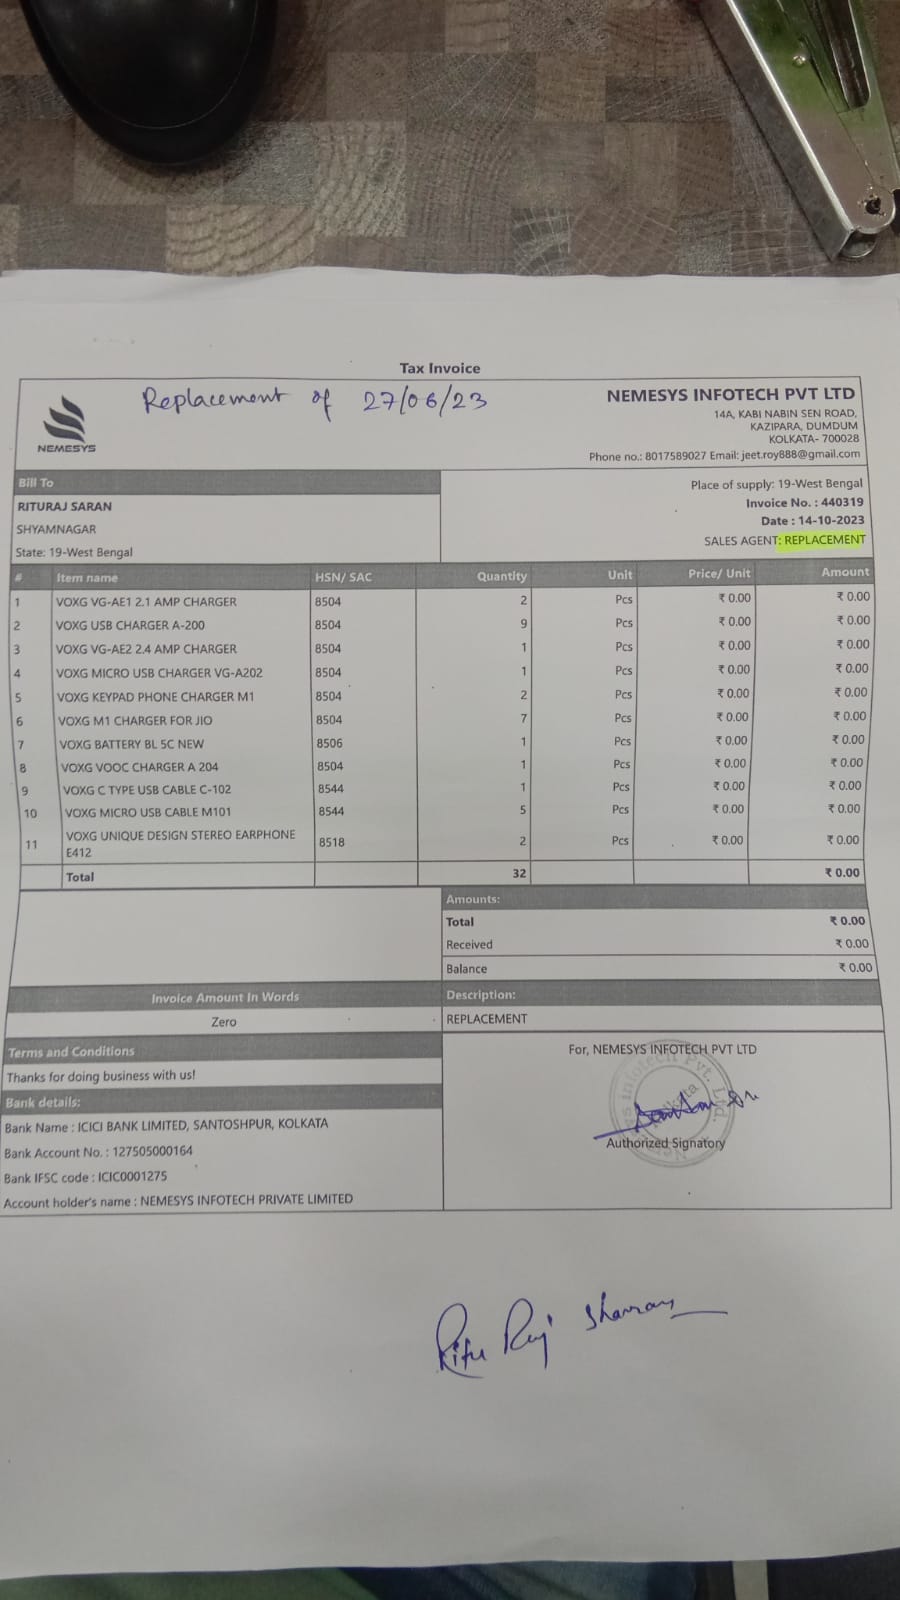 Tax Invoice
Replacement of 27/06/23
NEMESYS
NEMESYS INFOTECH PVT LTD
14A, KABI NABIN SEN ROAD,
KAZIPARA, DUMDUM
KOLKATA- 700028
Phone no.: 8017589027 Email: jeet.roy888@gmail.com
Bill To
RITURAJ SARAN
SHYAMNAGAR
State: 19-West Bengal
Place of supply: 19-West Bengal
Invoice No. : 440319
Date : 14-10-2023
SALES AGENT: REPLACEMENT
# Item name HSN/ SAC Quantity Unit Price/ Unit Amount
1 VOXG VG-AE1 2.1 AMP CHARGER 8504 2 Pcs ₹ 0.00 ₹ 0.00
2 VOXG USB CHARGER A-200 8504 9 Pcs ₹ 0.00 ₹ 0.00
3 VOXG VG-AE2 2.4 AMP CHARGER 8504 1 Pcs ₹ 0.00 ₹ 0.00
4 VOXG MICRO USB CHARGER VG-A202 8504 1 Pcs ₹ 0.00 ₹ 0.00
5 VOXG KEYPAD PHONE CHARGER M1 8504 2 Pcs ₹ 0.00 ₹ 0.00
6 VOXG M1 CHARGER FOR JIO 8504 7 Pcs ₹ 0.00 ₹ 0.00
7 VOXG BATTERY BL 5C NEW 8506 1 Pcs ₹ 0.00 ₹ 0.00
8 VOXG VOOC CHARGER A 204 8504 1 Pcs ₹ 0.00 ₹ 0.00
9 VOXG C TYPE USB CABLE C-102 8544 1 Pcs ₹ 0.00 ₹ 0.00
10 VOXG MICRO USB CABLE M101 8544 5 Pcs ₹ 0.00 ₹ 0.00
11 VOXG UNIQUE DESIGN STEREO EARPHONE 8518 2 Pcs ₹ 0.00 ₹ 0.00
E412
Total 32 ₹ 0.00
Amounts:
Total ₹ 0.00
Received ₹ 0.00
Balance ₹ 0.00
Invoice Amount In Words
Zero
Description:
REPLACEMENT
Terms and Conditions
Thanks for doing business with us!
Bank details:
Bank Name : ICICI BANK LIMITED, SANTOSHPUR, KOLKATA
Bank Account No. : 127505000164
Bank IFSC code : ICIC0001275
Account holder's name : NEMESYS INFOTECH PRIVATE LIMITED
For, NEMESYS INFOTECH PVT LTD
Authorized Signatory
Ritu Raj Sharan